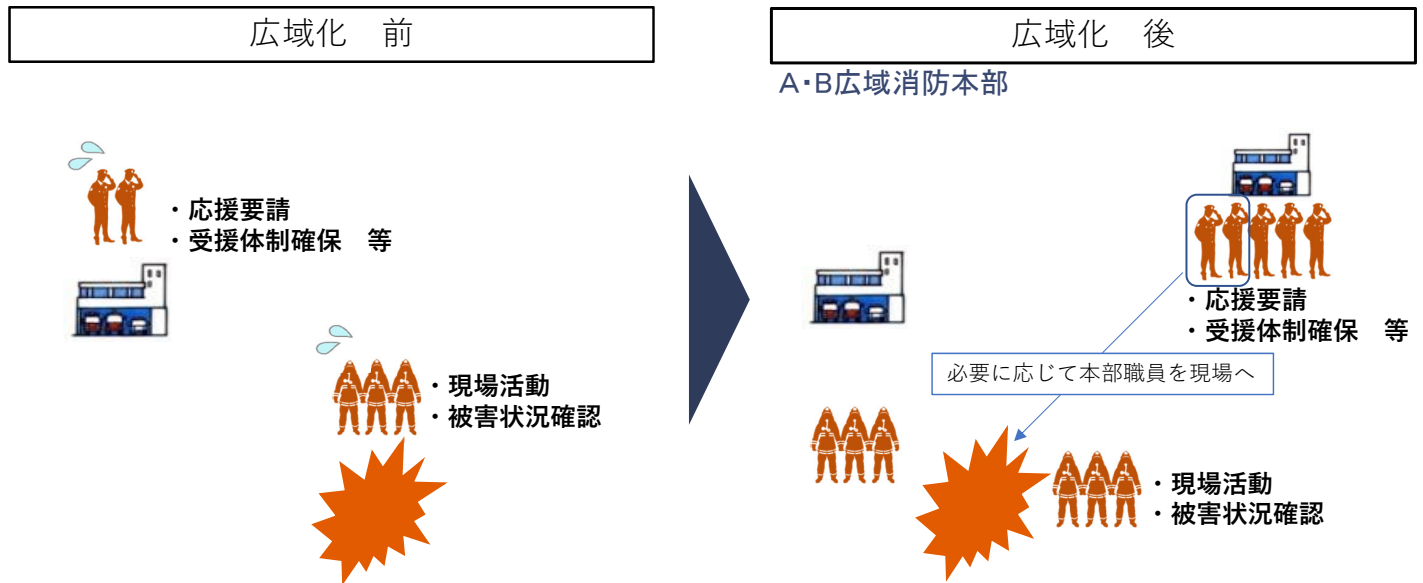 広域化　前
・応援要請
・受援体制確保　等
・現場活動
・被害状況確認
広域化　後
A・B広域消防本部
・応援要請
・受援体制確保　等
必要に応じて本部職員を現場へ
・現場活動
・被害状況確認